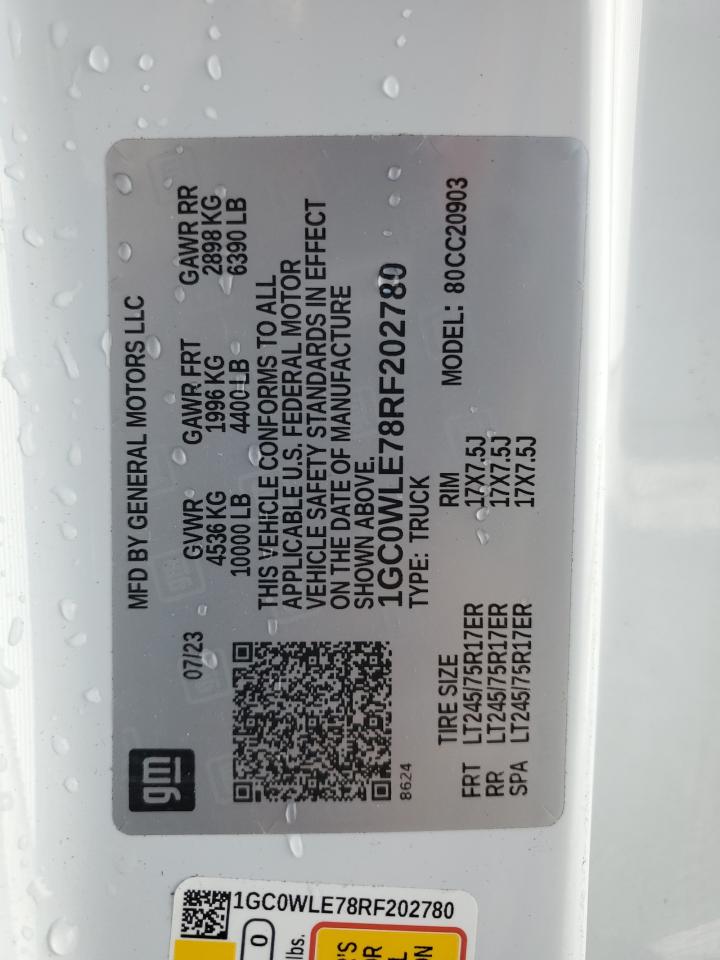 gm
07/23
MFD BY GENERAL MOTORS LLC
GVWR GAWR FRT GAWR RR
4536 KG 1996 KG 2898 KG
10000 LB 4400 LB 6390 LB
THIS VEHICLE CONFORMS TO ALL
APPLICABLE U.S. FEDERAL MOTOR
VEHICLE SAFETY STANDARDS IN EFFECT
ON THE DATE OF MANUFACTURE
SHOWN ABOVE.
1GC0WLE78RF202780
TYPE: TRUCK
8624
MODEL: 80CC20903
TIRE SIZE RIM
FRT LT245/75R17ER 17X7.5J
RR LT245/75R17ER 17X7.5J
SPA LT245/75R17ER 17X7.5J
1GC0WLE78RF202780
0
lbs.